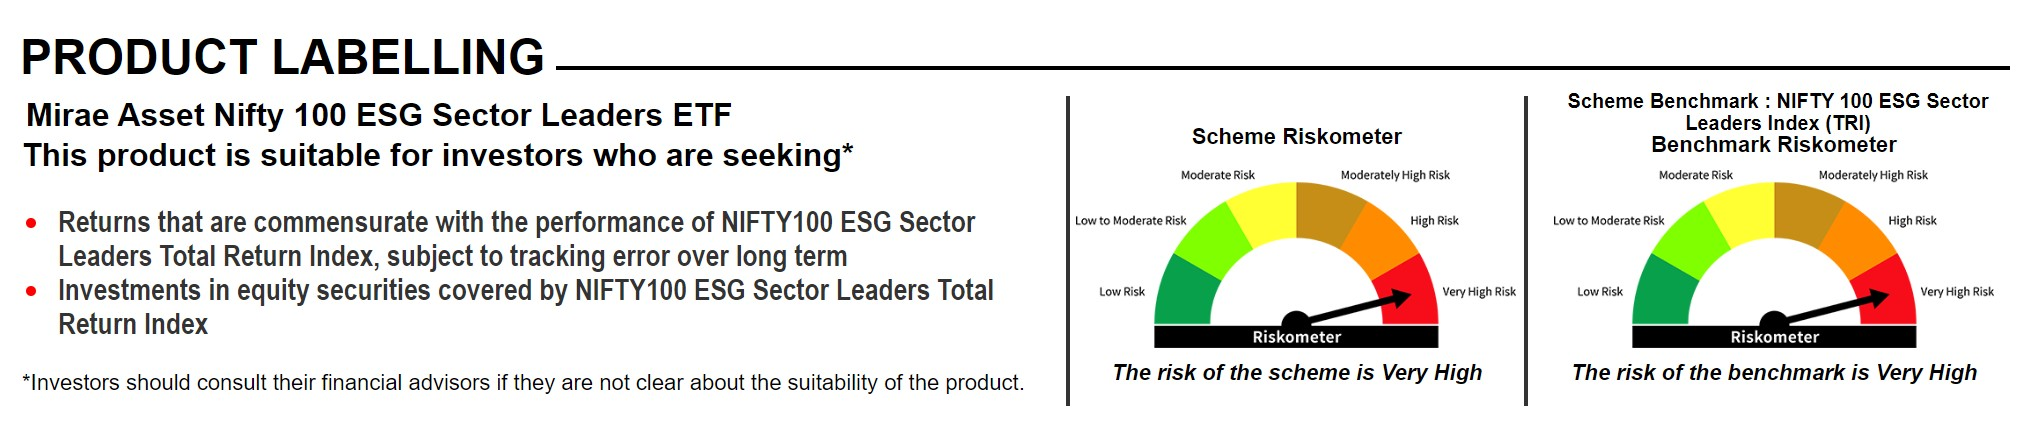 PRODUCT LABELLING
Mirae Asset Nifty 100 ESG Sector Leaders ETF
This product is suitable for investors who are seeking*
• Returns that are commensurate with the performance of NIFTY100 ESG Sector
Leaders Total Return Index, subject to tracking error over long term
• Investments in equity securities covered by NIFTY100 ESG Sector Leaders Total
Return Index
*Investors should consult their financial advisors if they are not clear about the suitability of the product.
Scheme Riskometer
Moderate Risk
Moderately High Risk
Low to Moderate Risk
High Risk
Low Risk
Very High Risk
Riskometer
The risk of the scheme is Very High
Scheme Benchmark : NIFTY 100 ESG Sector
Leaders Index (TRI)
Benchmark Riskometer
Moderate Risk
Moderately High Risk
Low to Moderate Risk
High Risk
Low Risk
Very High Risk
Riskometer
The risk of the benchmark is Very High